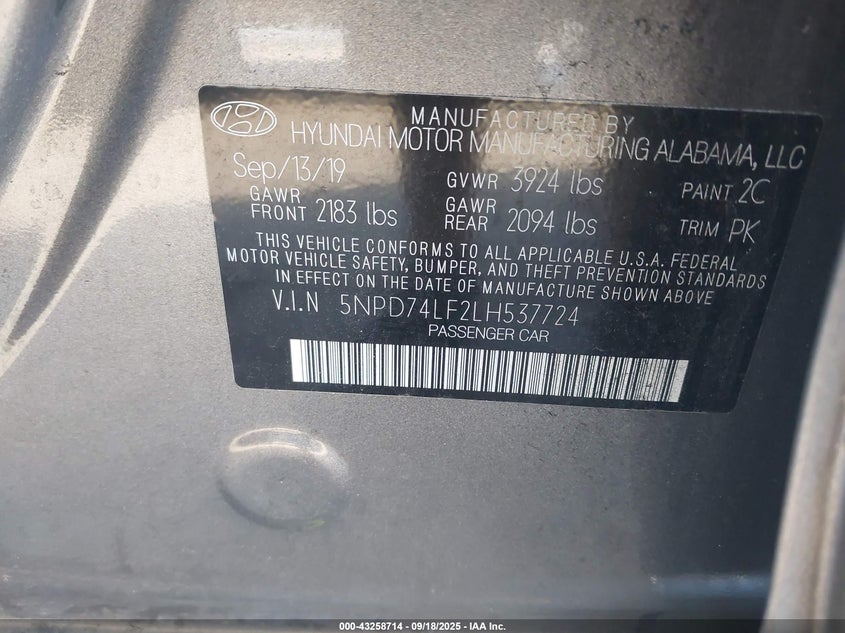 MANUFACTURED BY
HYUNDAI MOTOR MANUFACTURING ALABAMA, LLC
Sep/13/19 GVWR 3924 lbs PAINT 2C
GAWR FRONT 2183 lbs GAWR REAR 2094 lbs TRIM PK
THIS VEHICLE CONFORMS TO ALL APPLICABLE U.S.A. FEDERAL
MOTOR VEHICLE SAFETY, BUMPER, AND THEFT PREVENTION STANDARDS
IN EFFECT ON THE DATE OF MANUFACTURE SHOWN ABOVE
V.I.N 5NPD74LF2LH537724
PASSENGER CAR
000-43258714 - 09/18/2025 - IAA Inc.